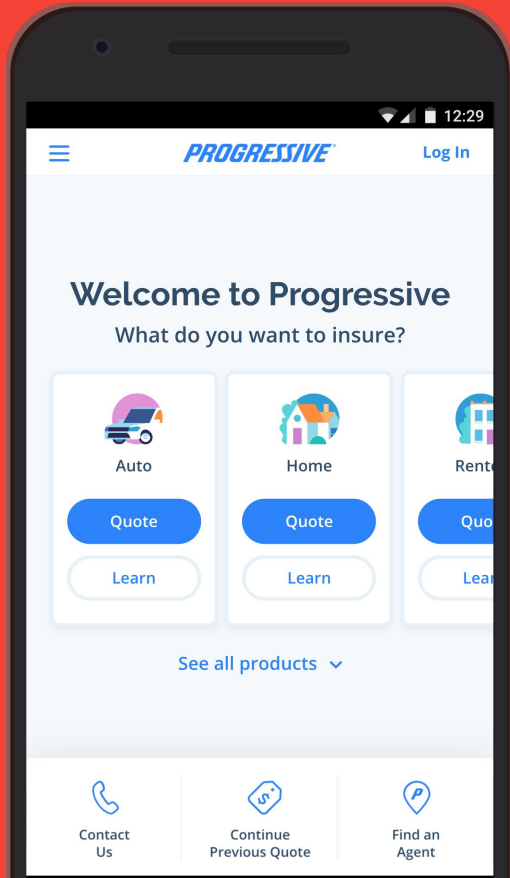 12:29
PROGRESSIVE
Log In
Welcome to Progressive
What do you want to insure?
Auto
Home
Quote
Quote
Learn
Learn
See all products
Contact
Us
Continue
Previous Quote
Find an
Agent